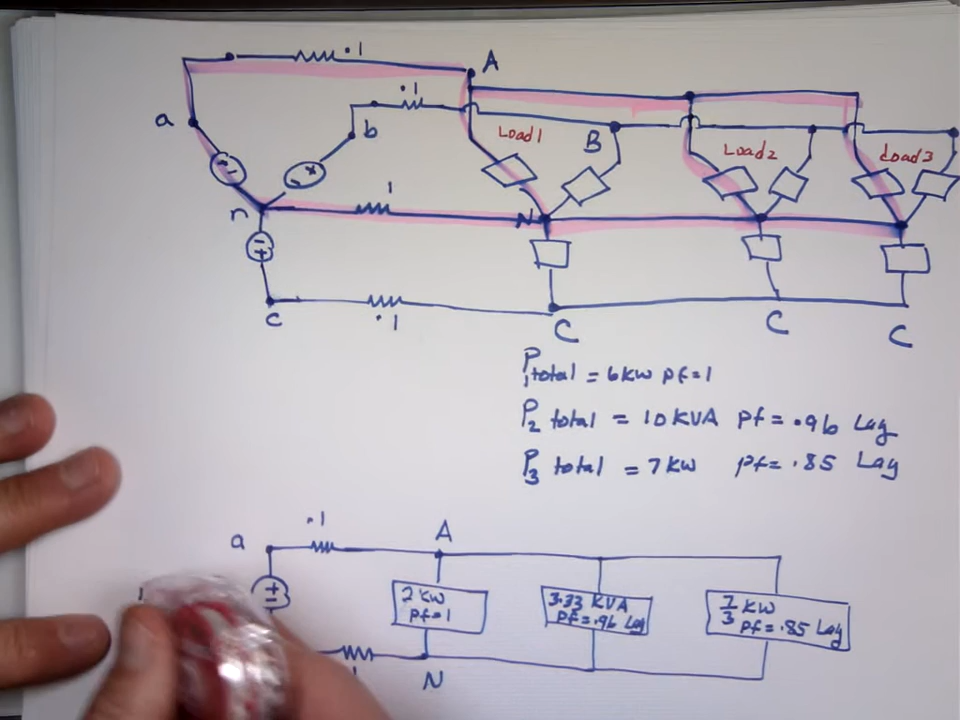 .1
A
.1
a
b
B
Load1
Load2
Load3
n
1
N
c
.1
C
C
C
P1 total = 6KW pf=1
P2 total = 10KVA pf=.96 Lag
P3 total = 7KW pf=.85 Lag
a
.1
A
2KW
pf=1
3.33 KVA
pf=.96 Lag
7/3 KW
pf=.85 Lag
N